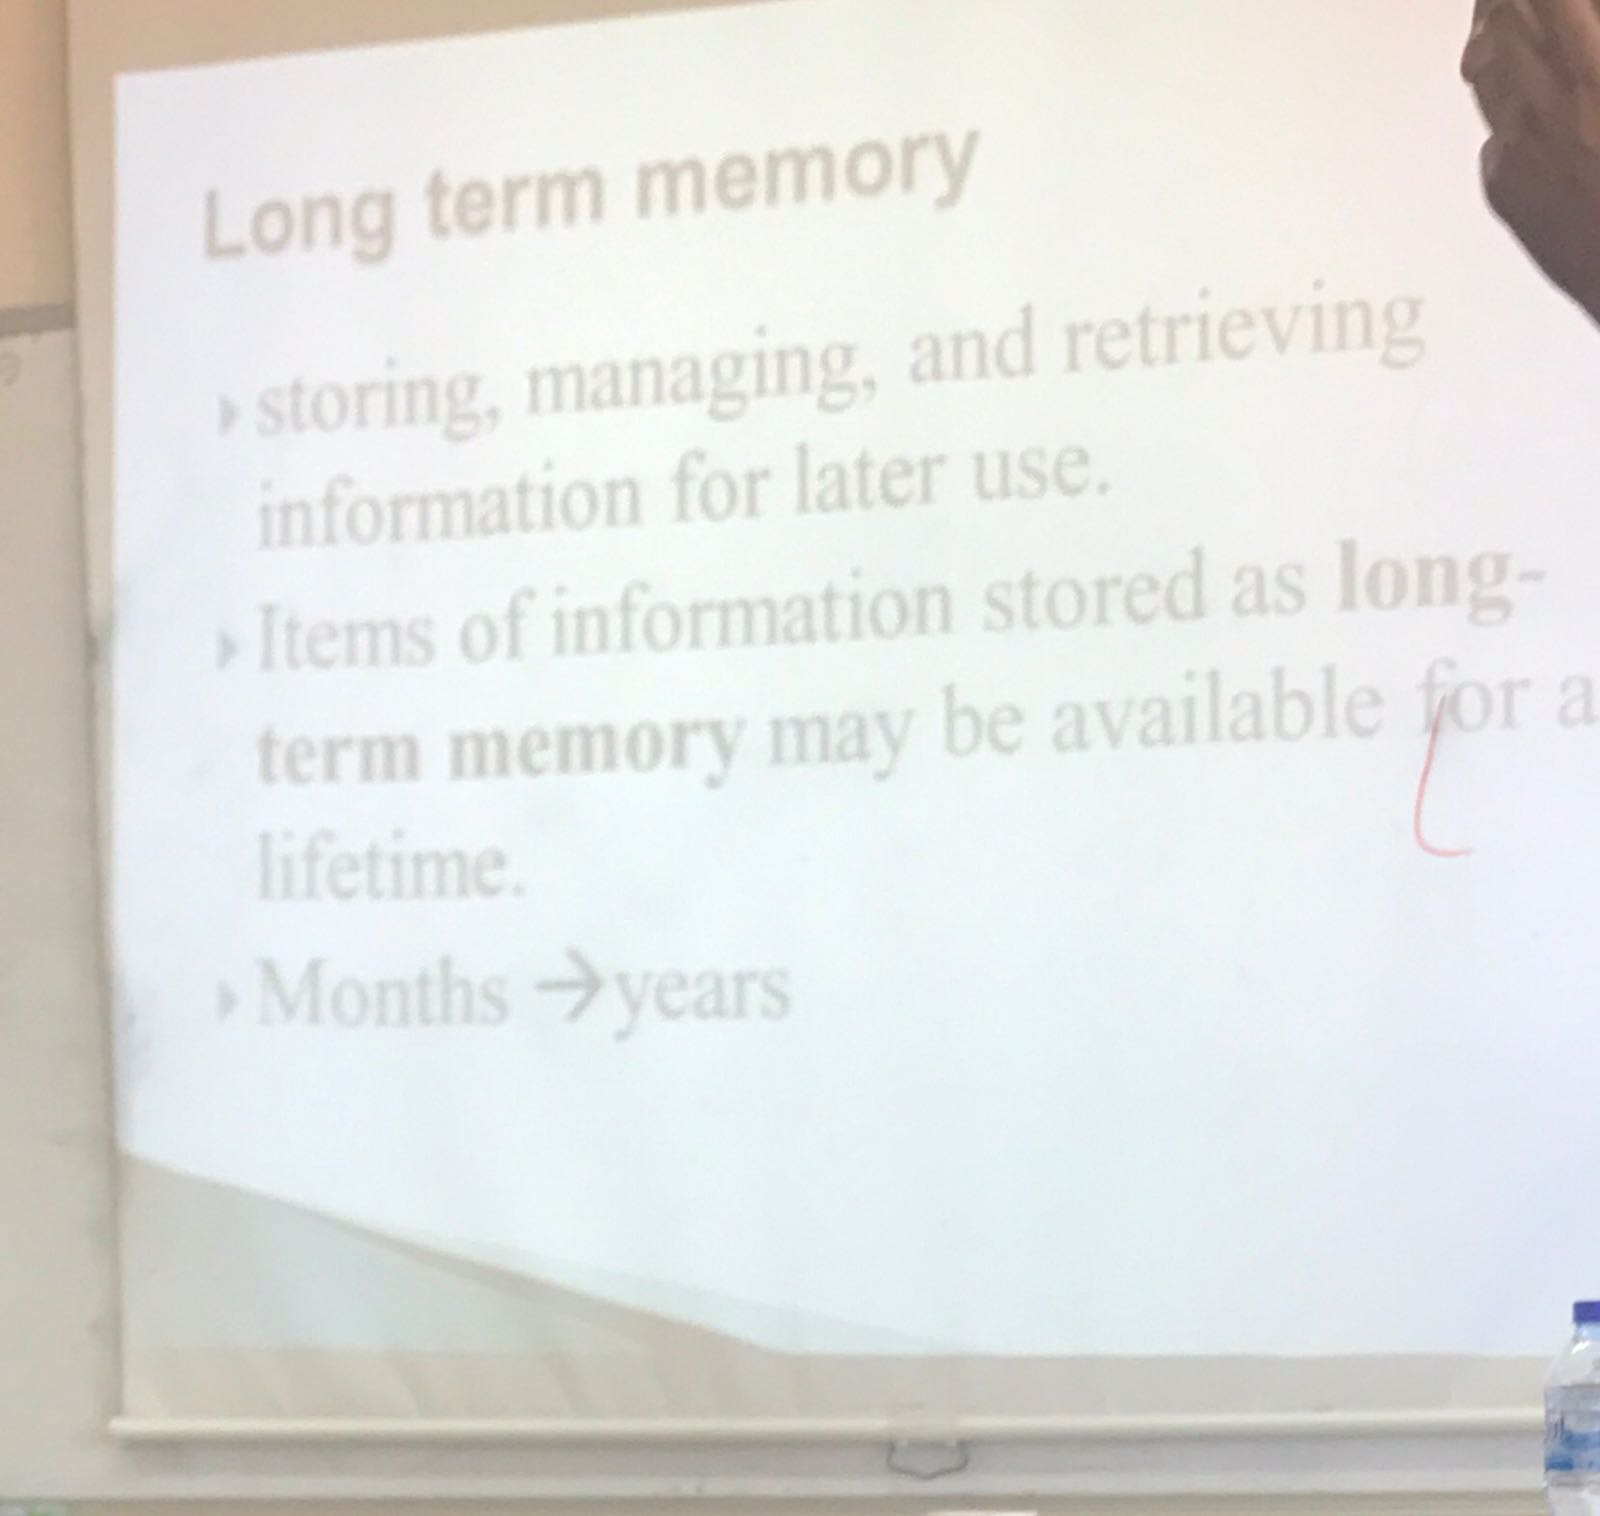 Long term memory
storing, managing, and retrieving
information for later use.
Items of information stored as long-
term memory may be available for a
lifetime.
Months →years